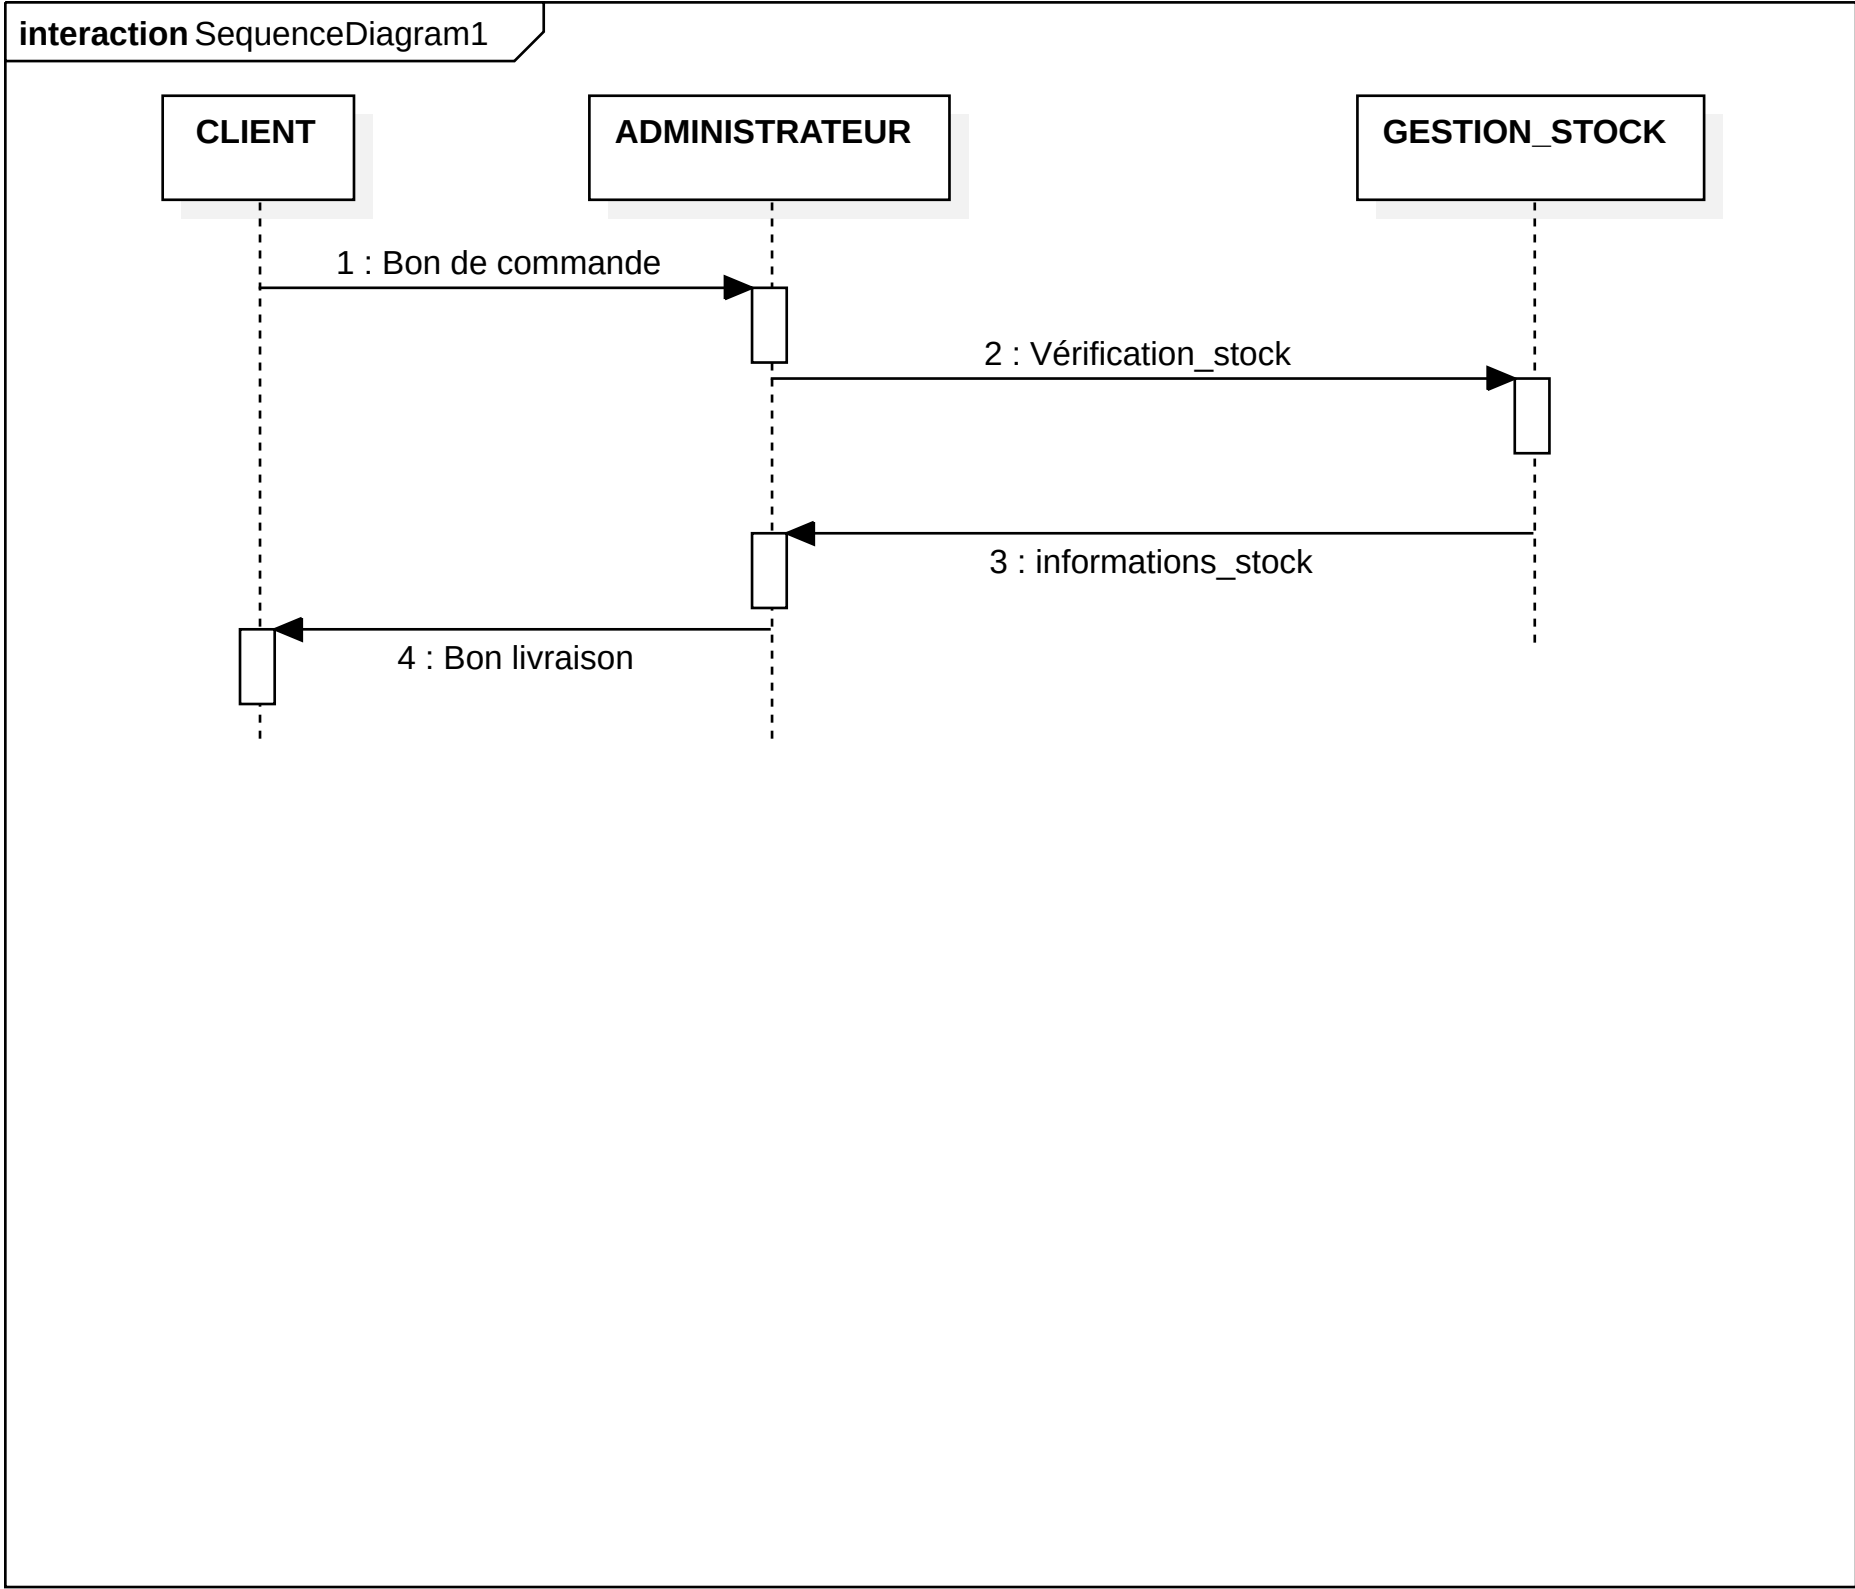 interaction SequenceDiagram1
CLIENT
ADMINISTRATEUR
GESTION_STOCK
1 : Bon de commande
2 : Vérification_stock
3 : informations_stock
4 : Bon livraison